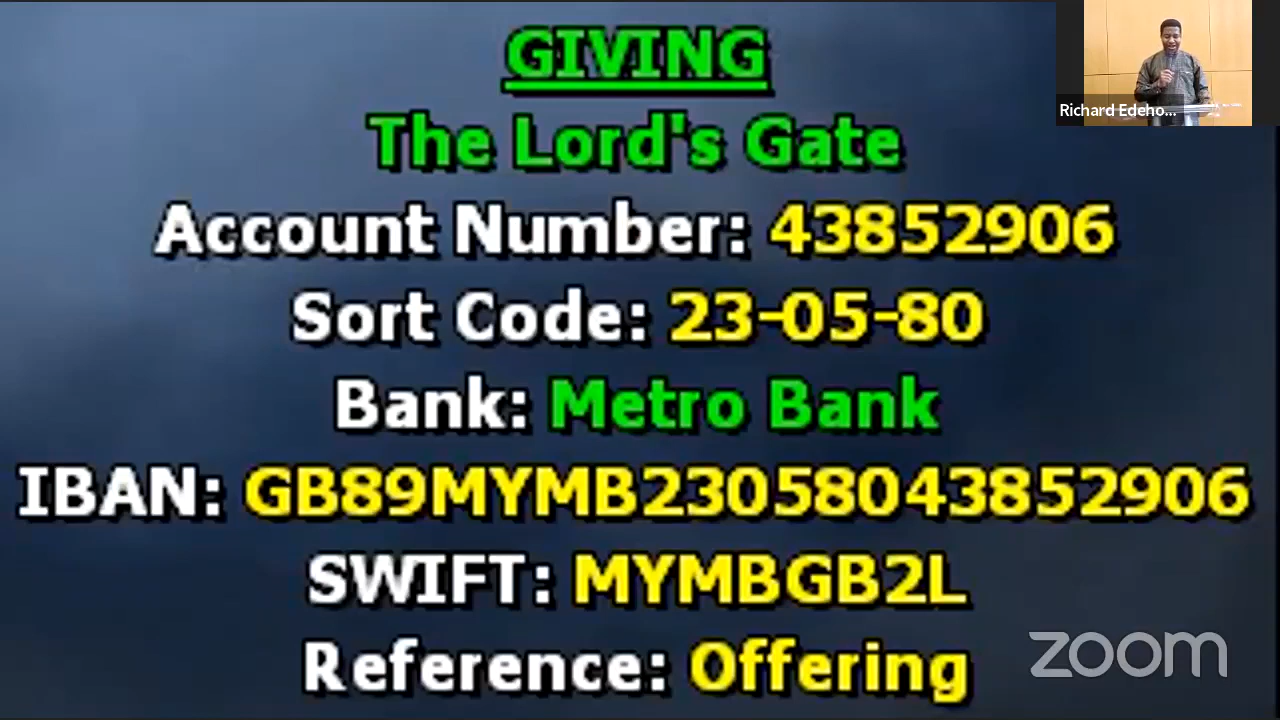 GIVING
The Lord's Gate
Account Number: 43852906
Sort Code: 23-05-80
Bank: Metro Bank
IBAN: GB89MYMB23058043852906
SWIFT: MYMBGB2L
Reference: Offering
Richard Edeho...
zoom